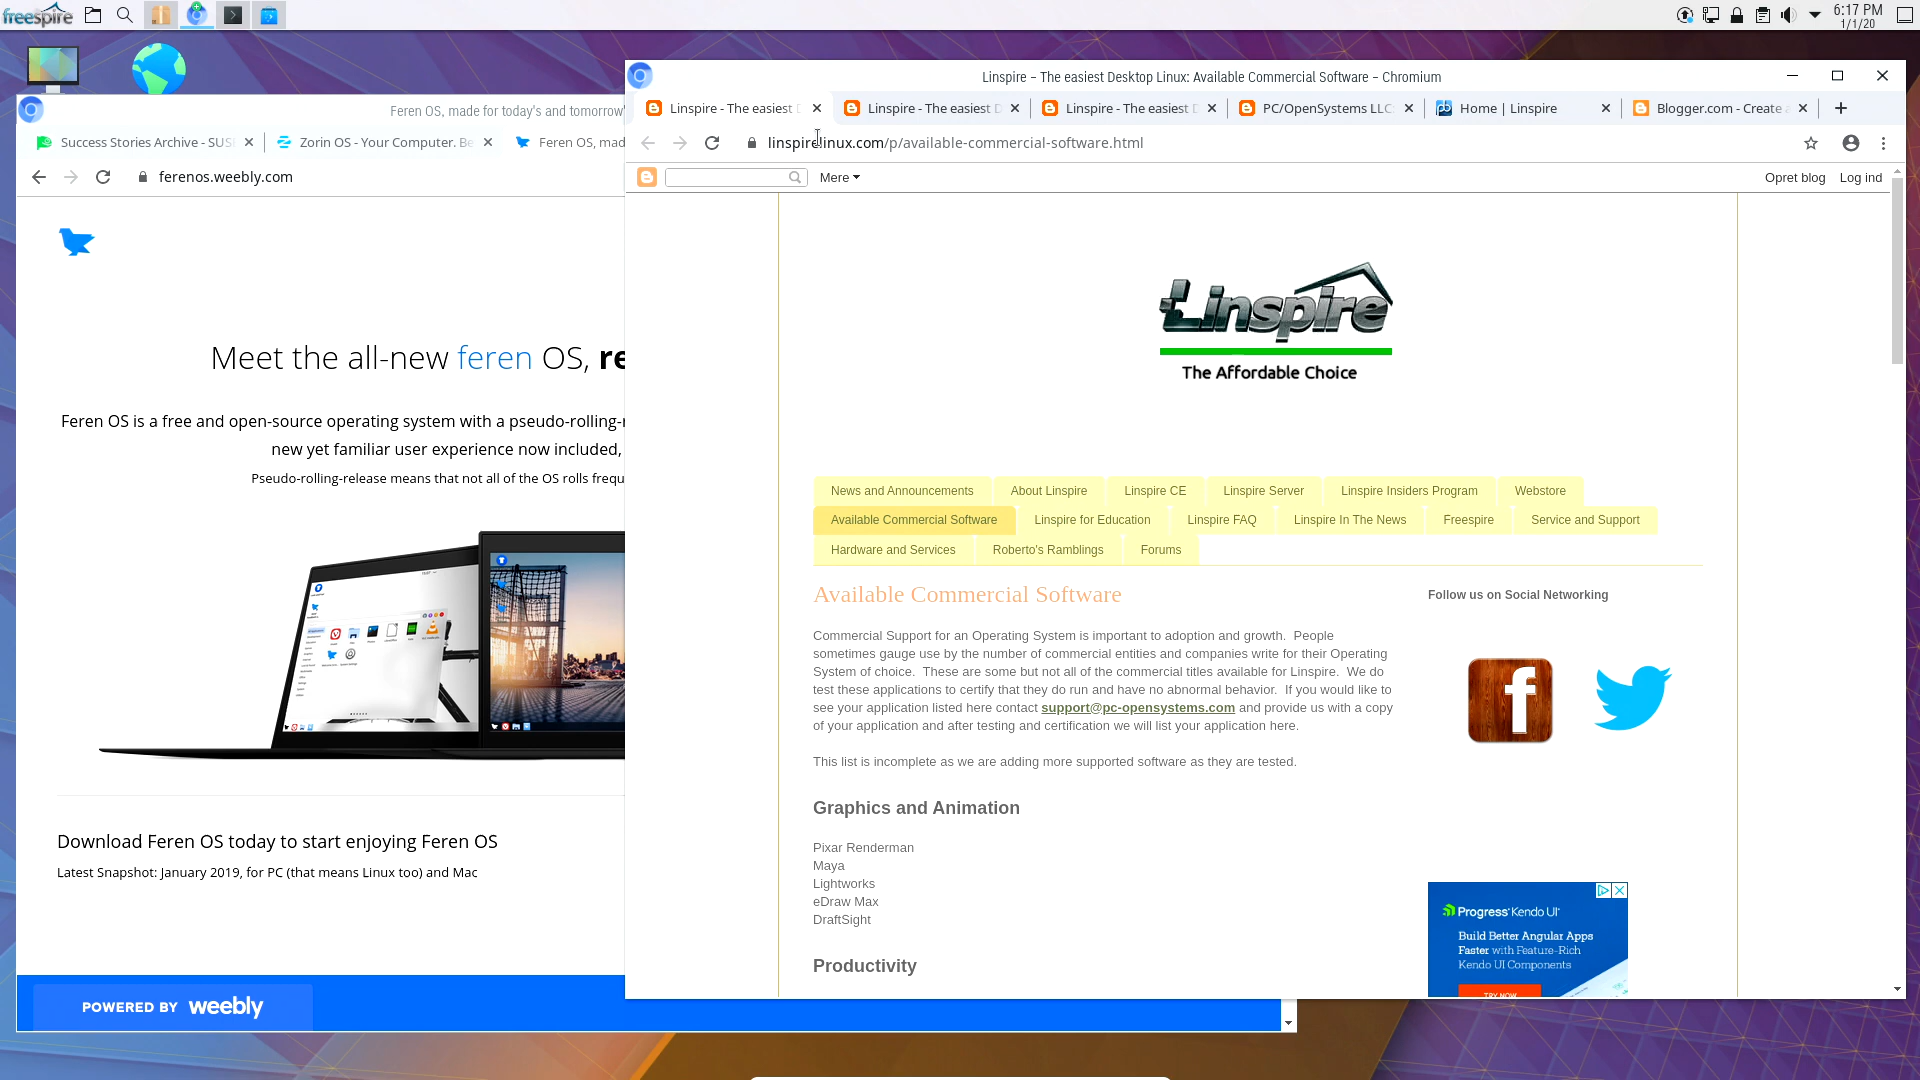 freespire
6:17 PM
1/1/20
Feren OS, made for today's and tomorrow'
Success Stories Archive - SUS
Zorin OS - Your Computer. Be
Feren OS, mad
ferenos.weebly.com
Meet the all-new feren OS, re
Feren OS is a free and open-source operating system with a pseudo-rolling-r
new yet familiar user experience now included,
Pseudo-rolling-release means that not all of the OS rolls frequ
Download Feren OS today to start enjoying Feren OS
Latest Snapshot: January 2019, for PC (that means Linux too) and Mac
POWERED BY weebly
Linspire – The easiest Desktop Linux: Available Commercial Software – Chromium
Linspire - The easiest D
Linspire - The easiest D
Linspire - The easiest D
PC/OpenSystems LLC:
Home | Linspire
Blogger.com - Create a
linspirelinux.com/p/available-commercial-software.html
Mere
Opret blog
Log ind
Linspire
The Affordable Choice
News and Announcements
About Linspire
Linspire CE
Linspire Server
Linspire Insiders Program
Webstore
Available Commercial Software
Linspire for Education
Linspire FAQ
Linspire In The News
Freespire
Service and Support
Hardware and Services
Roberto's Ramblings
Forums
Available Commercial Software
Commercial Support for an Operating System is important to adoption and growth.  People
sometimes gauge use by the number of commercial entities and companies write for their Operating
System of choice.  These are some but not all of the commercial titles available for Linspire.  We do
test these applications to certify that they do run and have no abnormal behavior.  If you would like to
see your application listed here contact support@pc-opensystems.com and provide us with a copy
of your application and after testing and certification we will list your application here.
This list is incomplete as we are adding more supported software as they are tested.
Graphics and Animation
Pixar Renderman
Maya
Lightworks
eDraw Max
DraftSight
Productivity
Follow us on Social Networking
Progress Kendo UI
Build Better Angular Apps
Faster with Feature-Rich
Kendo UI Components
TRY NOW